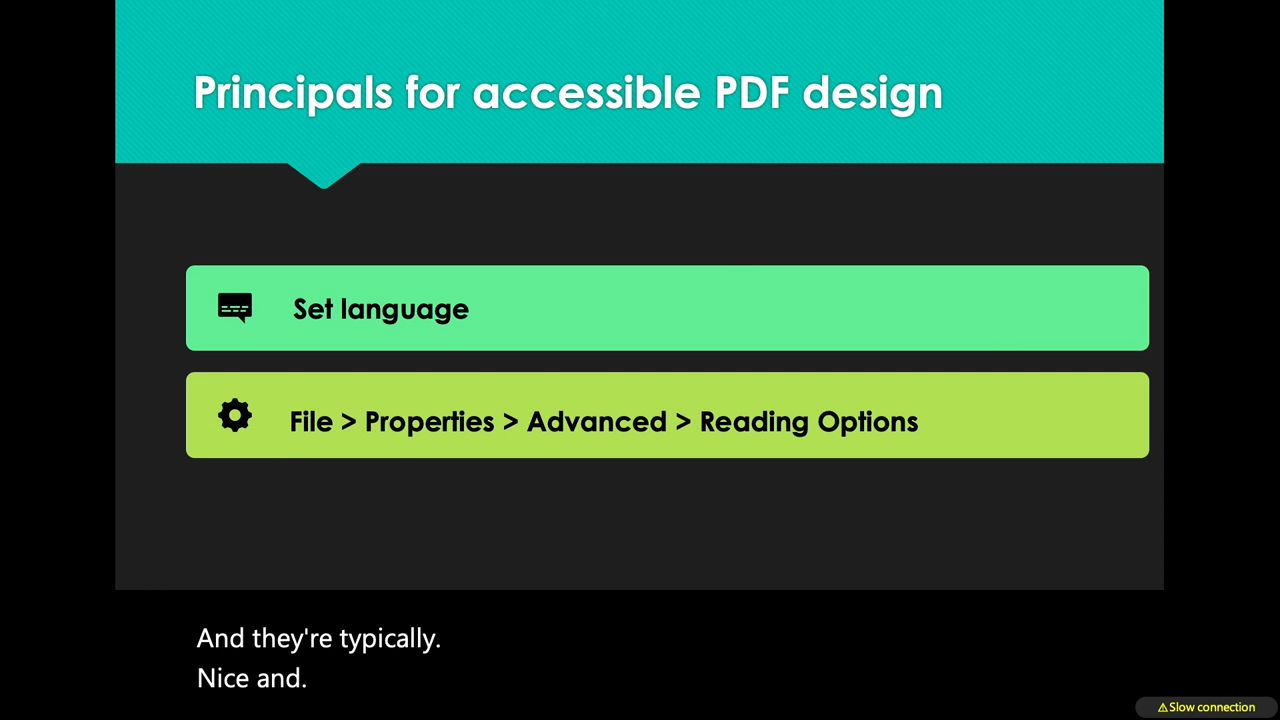 Principals for accessible PDF design
Set language
File > Properties > Advanced > Reading Options
And they're typically.
Nice and.
⚠Slow connection